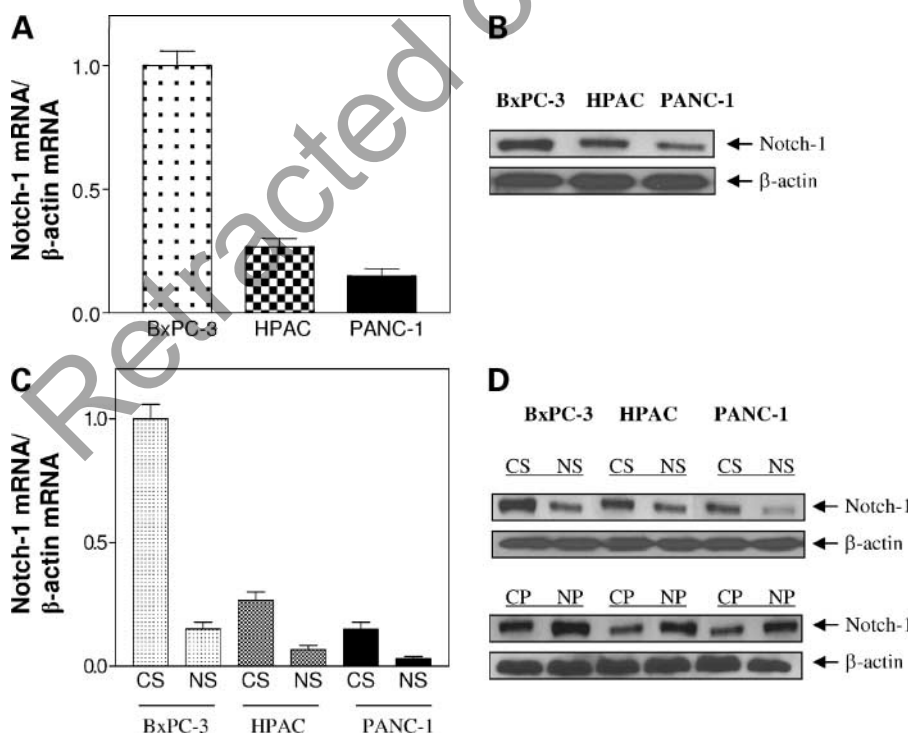 A
Notch-1 mRNA/
β-actin mRNA
1.0
0.5
0.0
BxPC-3 HPAC PANC-1
B
BxPC-3 HPAC PANC-1
Notch-1
β-actin
Retracted
C
Notch-1 mRNA/
β-actin mRNA
1.0
0.5
0.0
CS NS CS NS CS NS
BxPC-3 HPAC PANC-1
D
BxPC-3 HPAC PANC-1
CS NS CS NS CS NS
Notch-1
β-actin
CP NP CP NP CP NP
Notch-1
β-actin